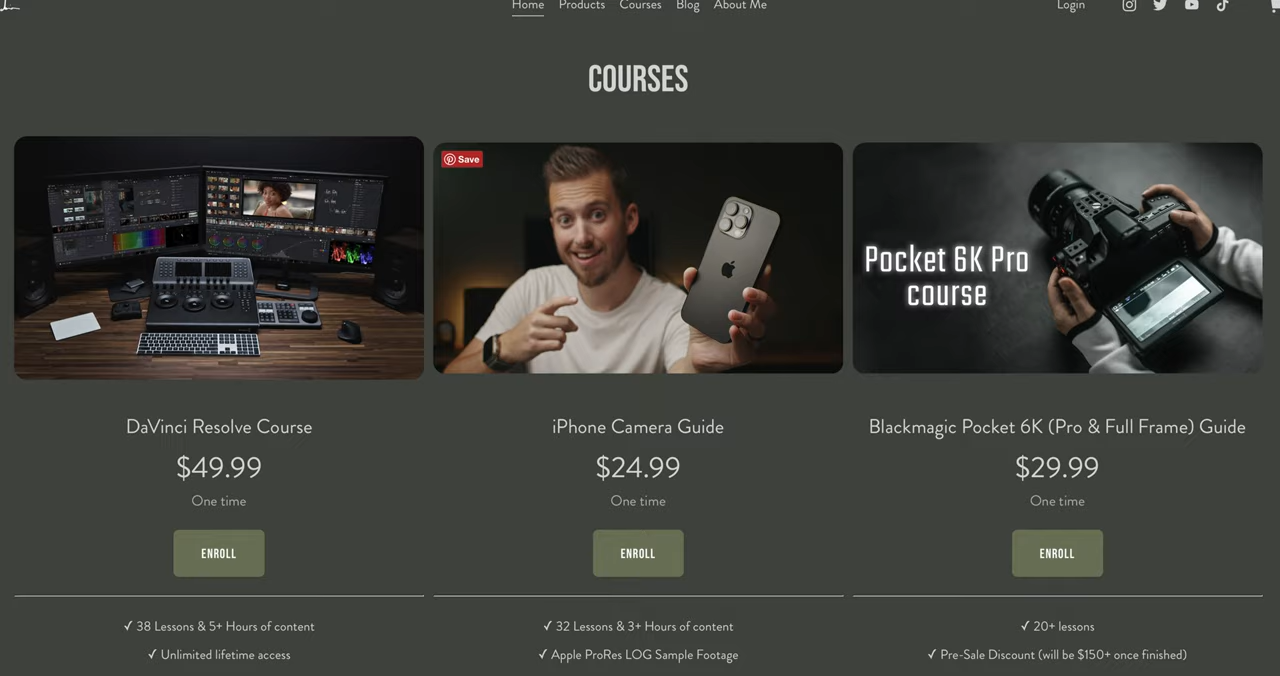 Home Products Courses Blog About Me Login
COURSES
Save
Pocket 6K Pro
course
DaVinci Resolve Course
$49.99
One time
ENROLL
✓ 38 Lessons & 5+ Hours of content
✓ Unlimited lifetime access
iPhone Camera Guide
$24.99
One time
ENROLL
✓ 32 Lessons & 3+ Hours of content
✓ Apple ProRes LOG Sample Footage
Blackmagic Pocket 6K (Pro & Full Frame) Guide
$29.99
One time
ENROLL
✓ 20+ lessons
✓ Pre-Sale Discount (will be $150+ once finished)